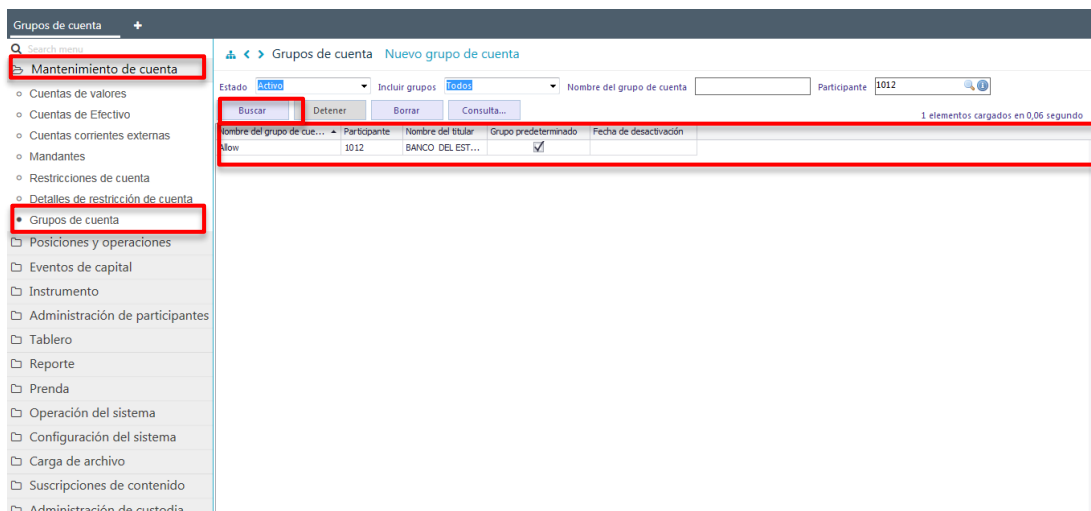 Grupos de cuenta +
Search menu
Mantenimiento de cuenta
Cuentas de valores
Cuentas de Efectivo
Cuentas corrientes externas
Mandantes
Restricciones de cuenta
Detalles de restricción de cuenta
Grupos de cuenta
Posiciones y operaciones
Eventos de capital
Instrumento
Administración de participantes
Tablero
Reporte
Prenda
Operación del sistema
Configuración del sistema
Carga de archivo
Suscripciones de contenido
Administración de custodia
Grupos de cuenta Nuevo grupo de cuenta
Estado Activo Incluir grupos Todos Nombre del grupo de cuenta Participante 1012
Buscar Detener Borrar Consulta...
1 elementos cargados en 0,06 segundo
Nombre del grupo de cue... Participante Nombre del titular Grupo predeterminado Fecha de desactivación
Allow 1012 BANCO DEL EST...